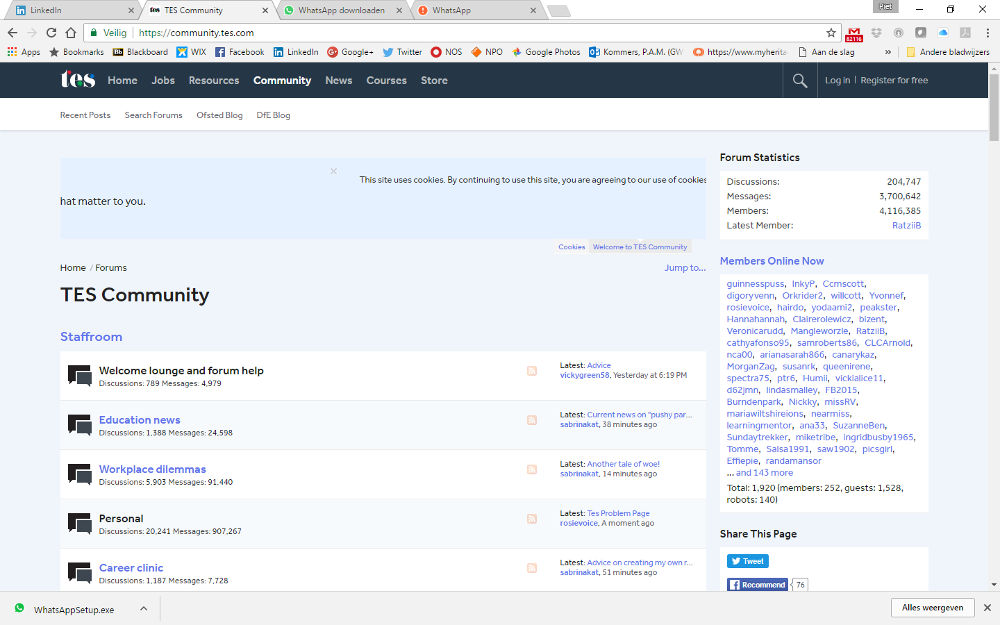 LinkedIn
TES Community
WhatsApp downloaden
WhatsApp
Piet
Veilig
https://community.tes.com
82116
Apps
Bookmarks
Bb Blackboard
WIX
Facebook
LinkedIn
Google+
Twitter
NOS
NPO
Google Photos
Kommers, P.A.M. (GW
https://www.myherita
Aan de slag
»
Andere bladwijzers
tes
Home
Jobs
Resources
Community
News
Courses
Store
Log in
Register for free
Recent Posts
Search Forums
Ofsted Blog
DfE Blog
This site uses cookies. By continuing to use this site, you are agreeing to our use of cookies
hat matter to you.
Cookies
Welcome to TES Community
Home / Forums
Jump to...
TES Community
Staffroom
Welcome lounge and forum help
Discussions: 789 Messages: 4,979
Latest: Advice
vickygreen58, Yesterday at 6:19 PM
Education news
Discussions: 1,388 Messages: 24,598
Latest: Current news on "pushy par...
sabrinakat, 38 minutes ago
Workplace dilemmas
Discussions: 5,903 Messages: 91,440
Latest: Another tale of woe!
sabrinakat, 14 minutes ago
Personal
Discussions: 20,241 Messages: 907,267
Latest: Tes Problem Page
rosievoice, A moment ago
Career clinic
Discussions: 1,187 Messages: 7,728
Latest: Advice on creating my own r...
sabrinakat, 51 minutes ago
Forum Statistics
Discussions: 204,747
Messages: 3,700,642
Members: 4,116,385
Latest Member: RatziiB
Members Online Now
guinnesspuss, InkyP, Ccmscott,
digoryvenn, Orkrider2, willcott, Yvonnef,
rosievoice, hairdo, yodaami2, peakster,
Hannahannah, Clairerolewicz, bizent,
Veronicarudd, Mangleworzle, RatziiB,
cathyafonso95, samroberts86, CLCArnold,
nca00, arianasarah866, canarykaz,
MorganZag, susanrk, queenirene,
spectra75, ptr6, Humii, vickialice11,
d62jmn, lindasmalley, FB2015,
Burndenpark, Nickky, missRV,
mariawiltshireions, nearmiss,
learningmentor, ana33, SuzanneBen,
Sundaytrekker, miketribe, ingridbusby1965,
Tomme, Salsa1991, saw1902, picsgirl,
Effiepie, randamansor
... and 143 more
Total: 1,920 (members: 252, guests: 1,528,
robots: 140)
Share This Page
Tweet
Recommend
76
WhatsAppSetup.exe
Alles weergeven